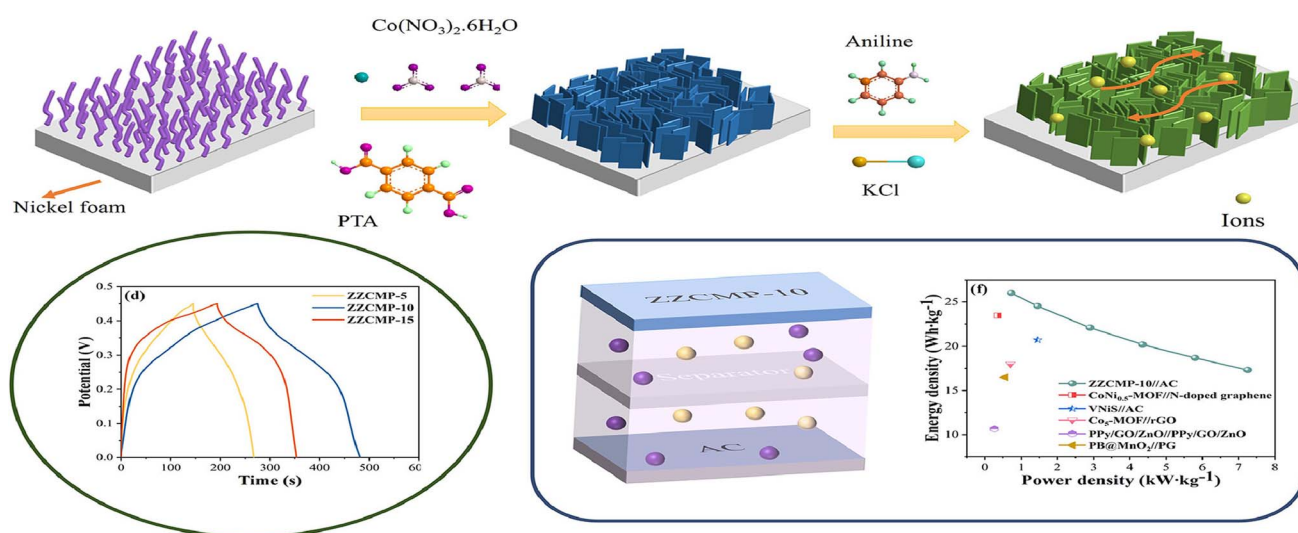 Co(NO₃)₂.6H₂O
Aniline
Nickel foam
PTA
KCl
Ions
(d)
ZZCMP-5
ZZCMP-10
ZZCMP-15
Potential (V)
0.5
0.4
0.3
0.2
0.1
0.0
0 100 200 300 400 500 600
Time (s)
ZZCMP-10
Separator
AC
(f)
Energy density (Wh·kg⁻¹)
25
20
15
10
ZZCMP-10//AC
CoNi₀.₅-MOF//N-doped graphene
VNiS//AC
Co₅-MOF//rGO
PPy/GO/ZnO//PPy/GO/ZnO
PB@MnO₂//PG
0 1 2 3 4 5 6 7 8
Power density (kW·kg⁻¹)